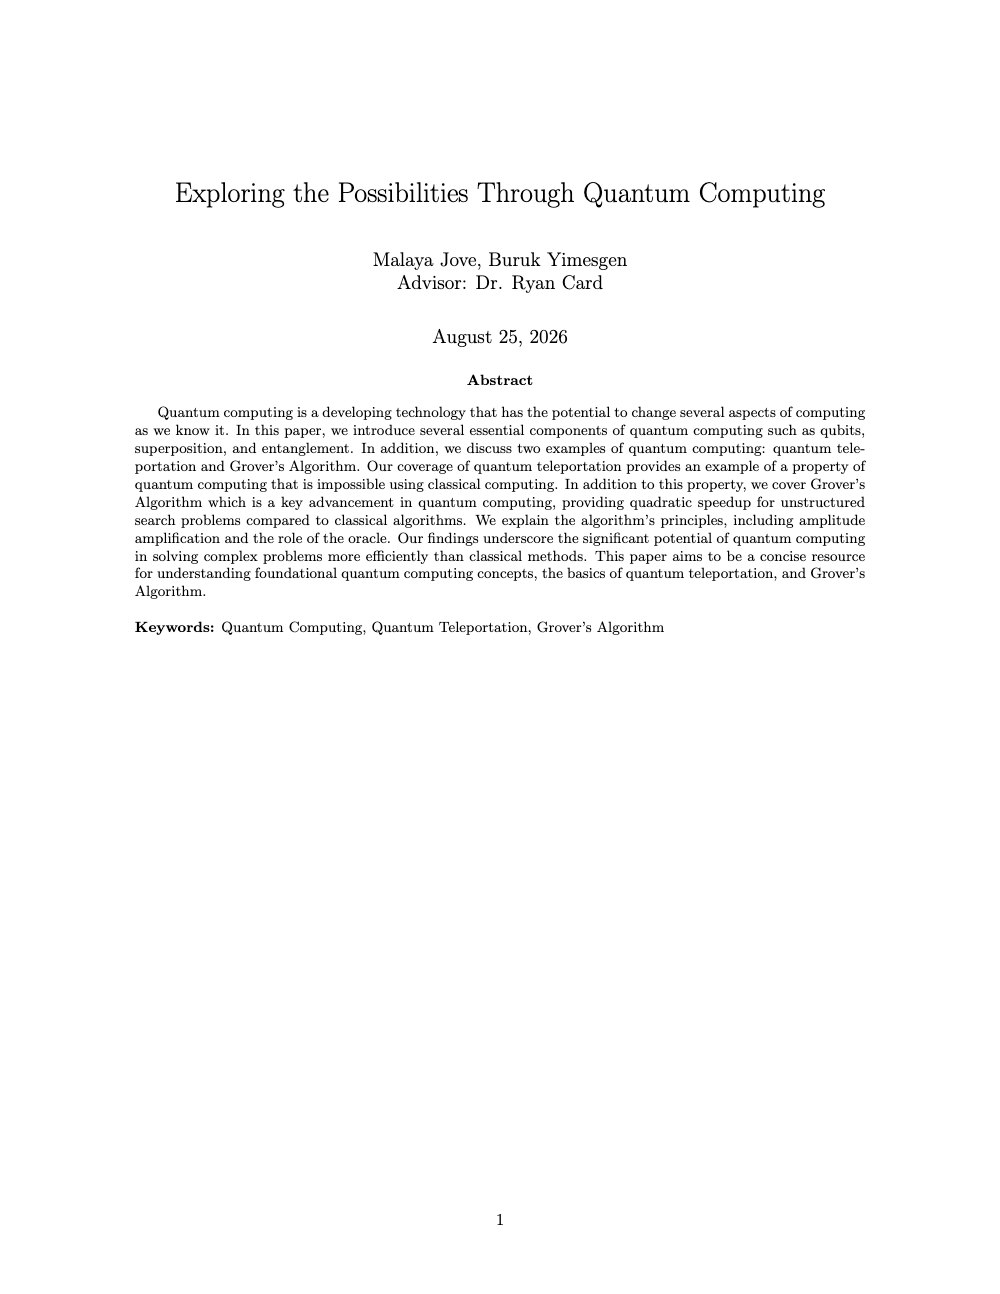 Exploring the Possibilities Through Quantum Computing
Malaya Jove, Buruk Yimesgen
Advisor: Dr. Ryan Card
August 25, 2026
Abstract
Quantum computing is a developing technology that has the potential to change several aspects of computing
as we know it. In this paper, we introduce several essential components of quantum computing such as qubits,
superposition, and entanglement. In addition, we discuss two examples of quantum computing: quantum tele-
portation and Grover's Algorithm. Our coverage of quantum teleportation provides an example of a property of
quantum computing that is impossible using classical computing. In addition to this property, we cover Grover's
Algorithm which is a key advancement in quantum computing, providing quadratic speedup for unstructured
search problems compared to classical algorithms. We explain the algorithm's principles, including amplitude
amplification and the role of the oracle. Our findings underscore the significant potential of quantum computing
in solving complex problems more efficiently than classical methods. This paper aims to be a concise resource
for understanding foundational quantum computing concepts, the basics of quantum teleportation, and Grover's
Algorithm.
Keywords: Quantum Computing, Quantum Teleportation, Grover's Algorithm
1